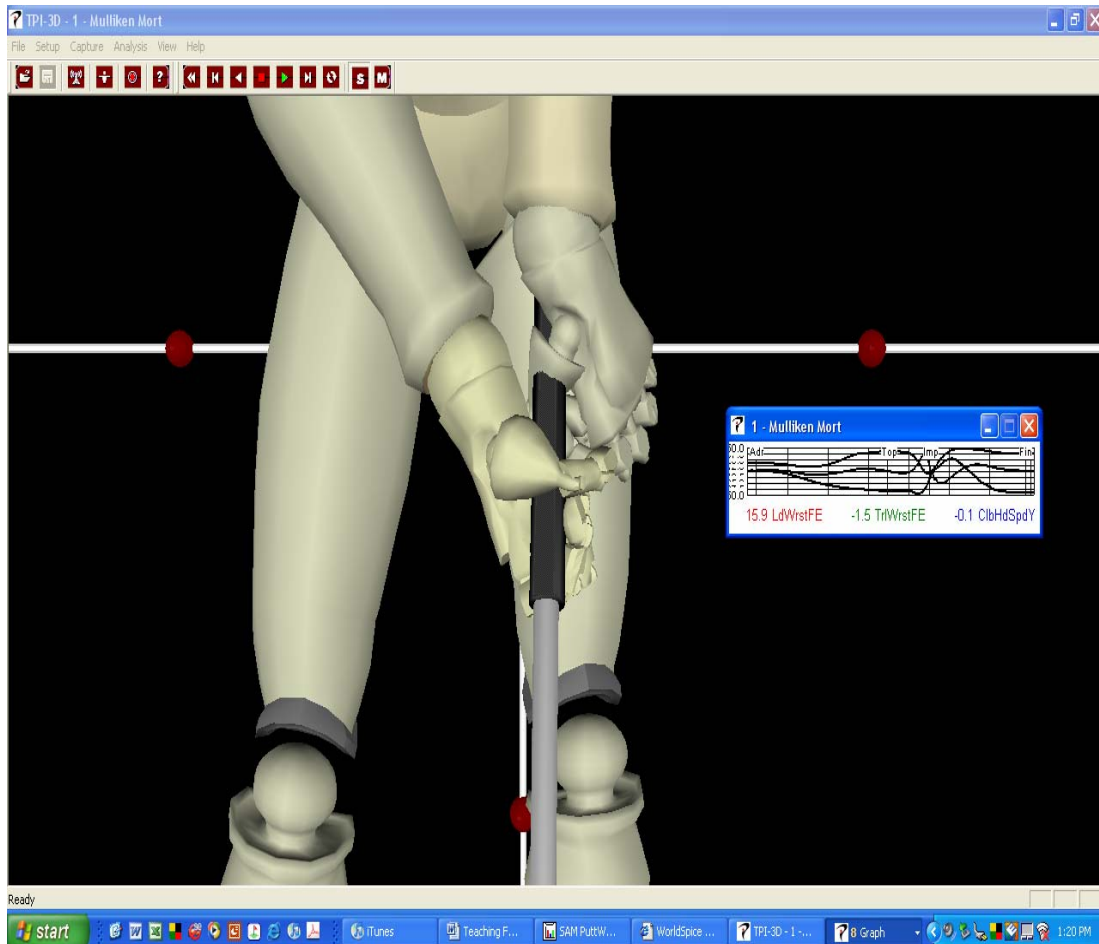 TPI-3D - 1 - Mulliken Mort
File Setup Capture Analysis View Help
? S M
1 - Mulliken Mort
Adr Top Imp Fin
15.9 LdWrstFE -1.5 TrlWrstFE -0.1 ClbHdSpdY
Ready
start iTunes Teaching F... SAM PuttW... WorldSpice ... TPI-3D - 1 -... 8 Graph 1:20 PM